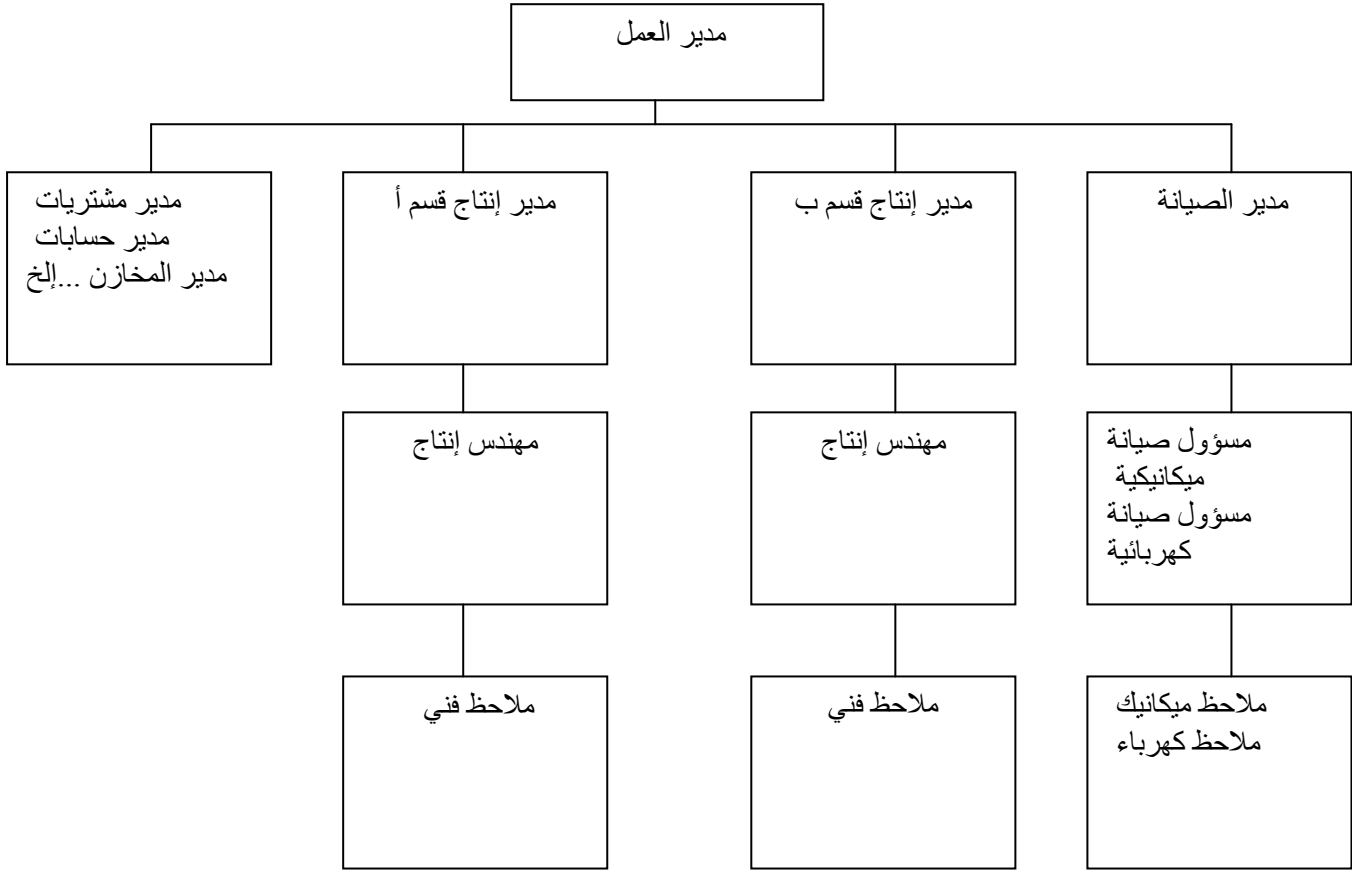 مدير العمل
مدير الصيانة
مدير إنتاج قسم ب
مدير إنتاج قسم أ
مدير مشتريات
مدير حسابات
مدير المخازن ...إلخ
مسؤول صيانة
ميكانيكية
مسؤول صيانة
كهربائية
مهندس إنتاج
مهندس إنتاج
ملاحظ ميكانيك
ملاحظ كهرباء
ملاحظ فني
ملاحظ فني